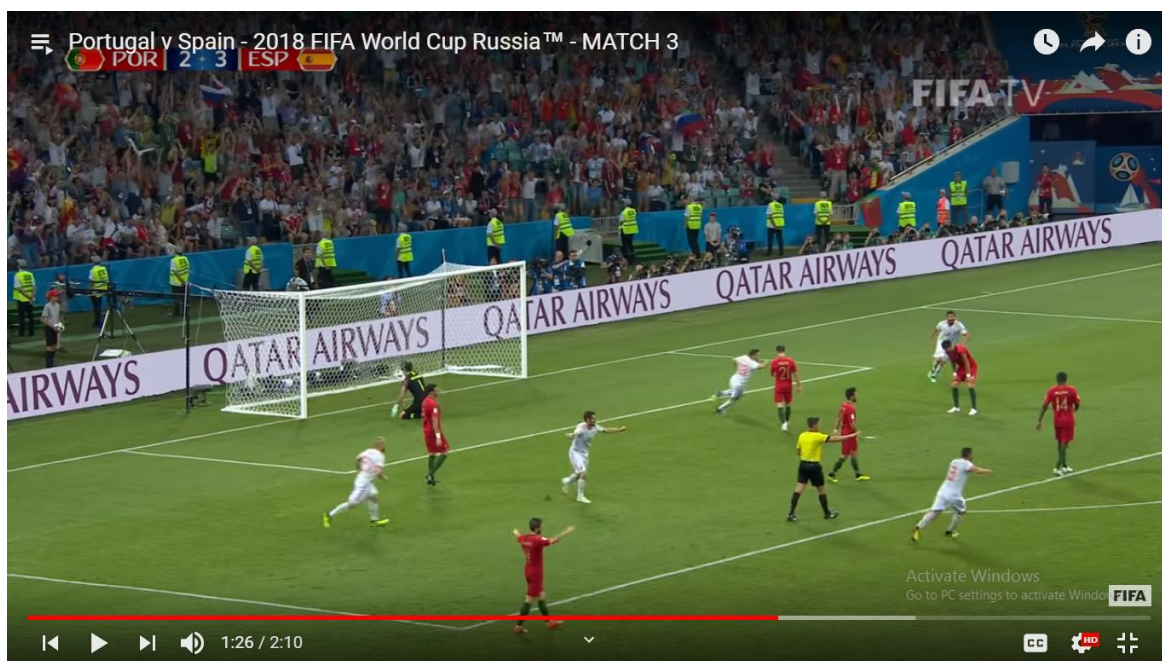 Portugal v Spain - 2018 FIFA World Cup Russia™ - MATCH 3
POR 2 3 ESP
FIFA TV
QATAR AIRWAYS
QATAR AIRWAYS
QATAR AIRWAYS
QATAR AIRWAYS
AIRWAYS
21
14
Activate Windows
Go to PC settings to activate Windo
FIFA
1:26 / 2:10
CC
HD